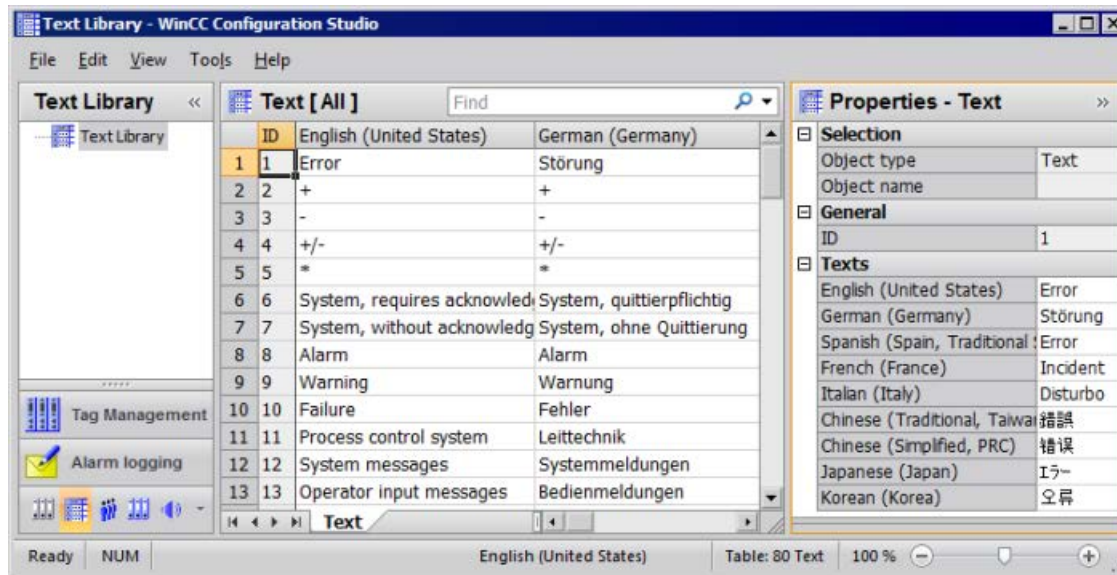 Text Library - WinCC Configuration Studio
File Edit View Tools Help
Text Library «
Text Library
Tag Management
Alarm logging
Text [ All ] Find
ID English (United States) German (Germany)
1 1 Error Störung
2 2 + +
3 3 - -
4 4 +/- +/-
5 5 * *
6 6 System, requires acknowled System, quittierpflichtig
7 7 System, without acknowledg System, ohne Quittierung
8 8 Alarm Alarm
9 9 Warning Warnung
10 10 Failure Fehler
11 11 Process control system Leittechnik
12 12 System messages Systemmeldungen
13 13 Operator input messages Bedienmeldungen
Text
Properties - Text »
Selection
Object type Text
Object name
General
ID 1
Texts
English (United States) Error
German (Germany) Störung
Spanish (Spain, Traditional Error
French (France) Incident
Italian (Italy) Disturbo
Chinese (Traditional, Taiwa 錯誤
Chinese (Simplified, PRC) 错误
Japanese (Japan) エラー
Korean (Korea) 오류
Ready NUM English (United States) Table: 80 Text 100 %